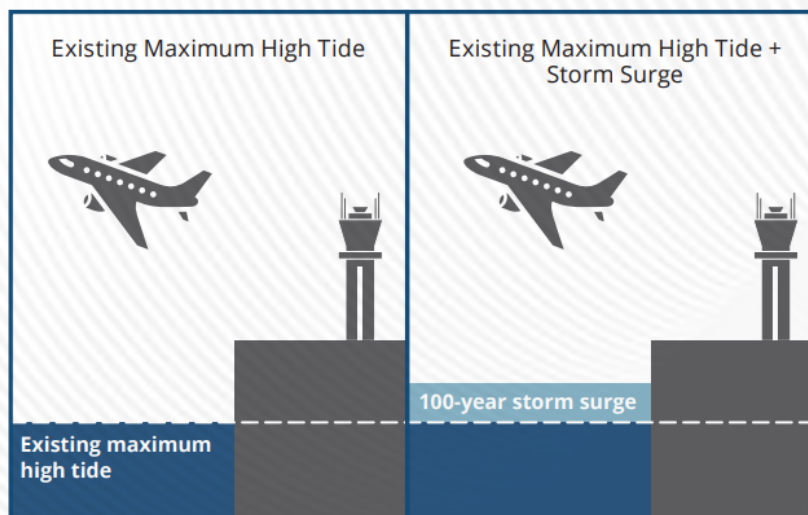 Existing Maximum High Tide
Existing Maximum High Tide +
Storm Surge
100-year storm surge
Existing maximum
high tide